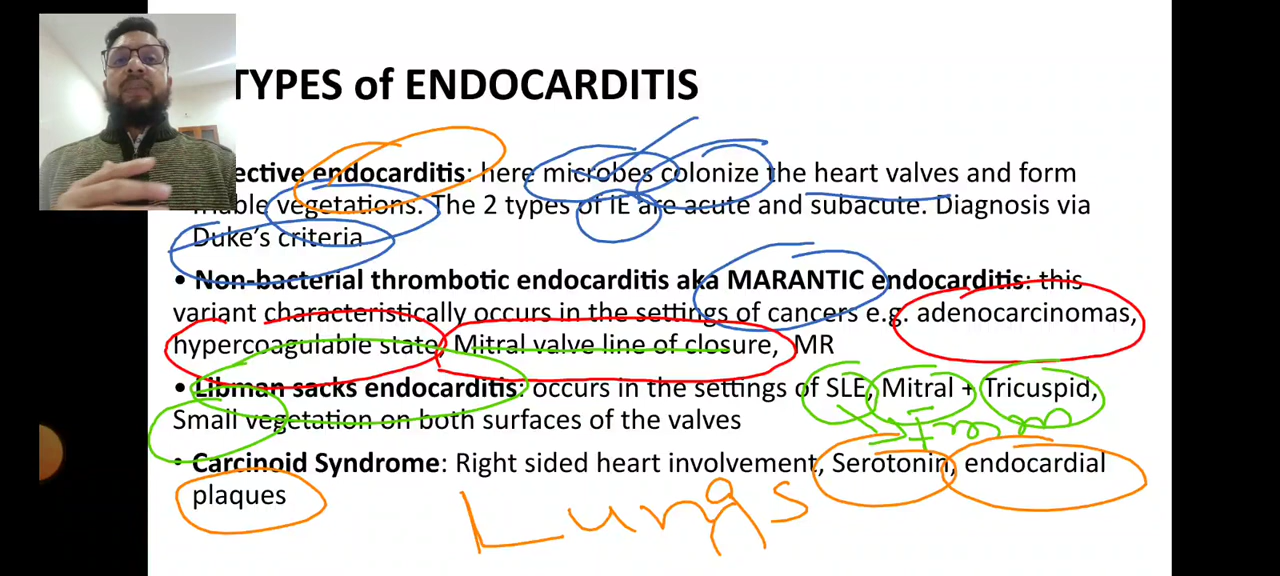 TYPES of ENDOCARDITIS
ective endocarditis: here microbes colonize the heart valves and form
friable vegetations. The 2 types of IE are acute and subacute. Diagnosis via
Duke's criteria
• Non-bacterial thrombotic endocarditis aka MARANTIC endocarditis: this
variant characteristically occurs in the settings of cancers e.g. adenocarcinomas,
hypercoagulable state, Mitral valve line of closure, MR
• Libman sacks endocarditis: occurs in the settings of SLE, Mitral + Tricuspid,
Small vegetation on both surfaces of the valves
• Carcinoid Syndrome: Right sided heart involvement, Serotonin, endocardial
plaques
Lungs